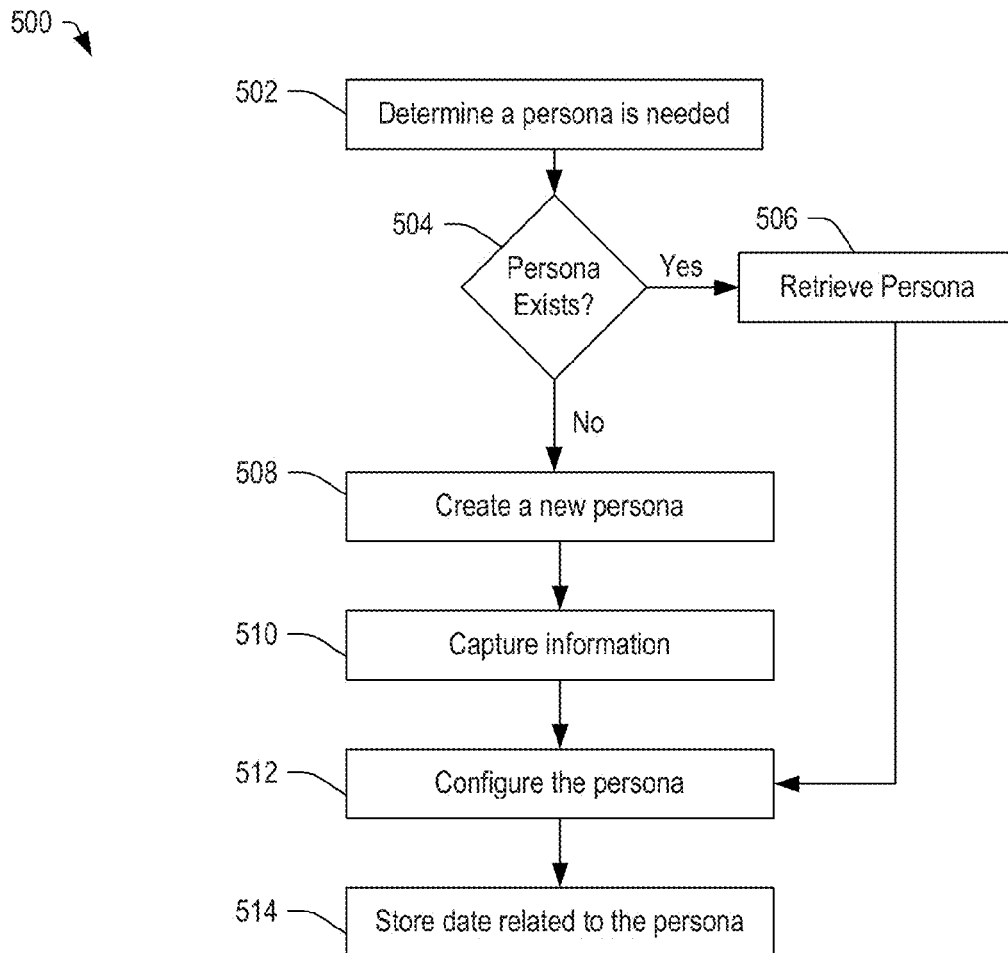 500
502
Determine a persona is needed
504
Persona
Exists?
Yes
506
Retrieve Persona
No
508
Create a new persona
510
Capture information
512
Configure the persona
514
Store date related to the persona